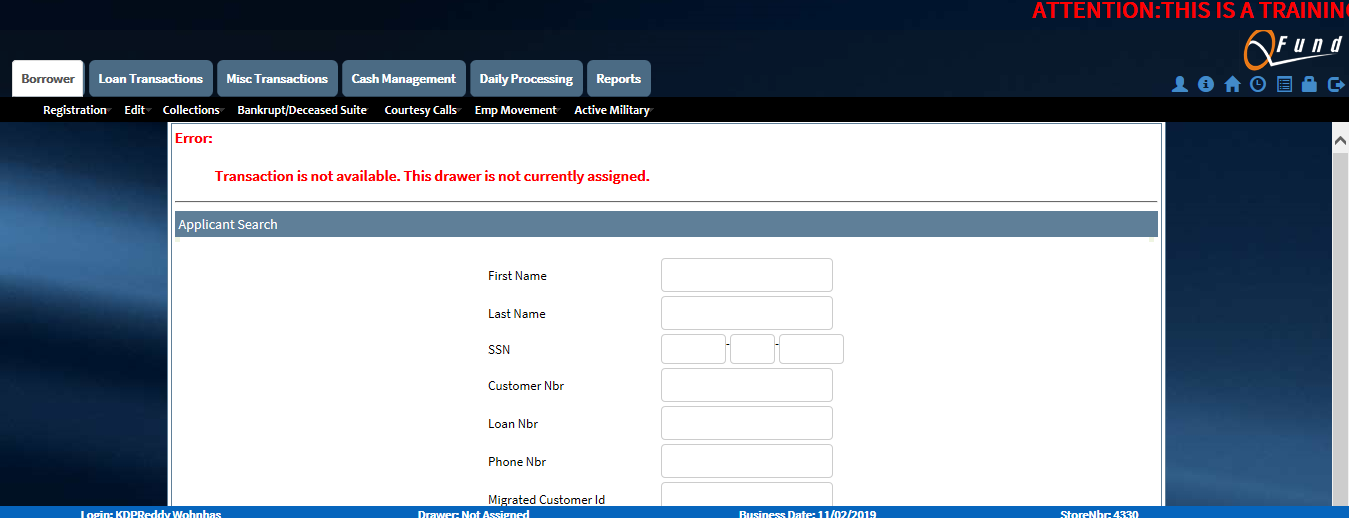 ATTENTION:THIS IS A TRAINING
QFund
Borrower Loan Transactions Misc Transactions Cash Management Daily Processing Reports
Registration Edit Collections Bankrupt/Deceased Suite Courtesy Calls Emp Movement Active Military
Error:
Transaction is not available. This drawer is not currently assigned.
Applicant Search
First Name
Last Name
SSN - -
Customer Nbr
Loan Nbr
Phone Nbr
Migrated Customer Id
Login: KDPReddy Wohnhas Drawer: Not Assigned Business Date: 11/02/2019 StoreNbr: 4330